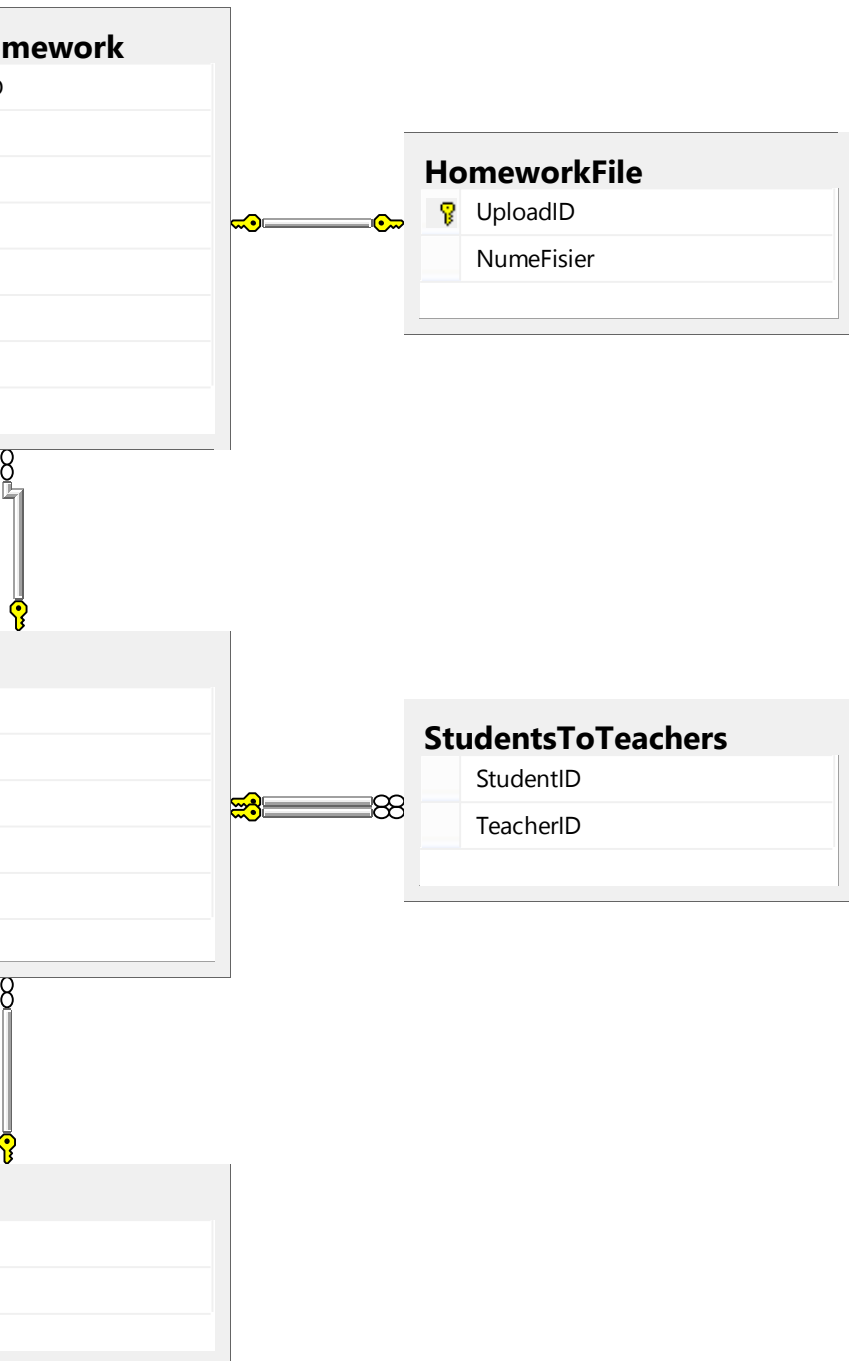 mework
HomeworkFile
UploadID
NumeFisier
StudentsToTeachers
StudentID
TeacherID